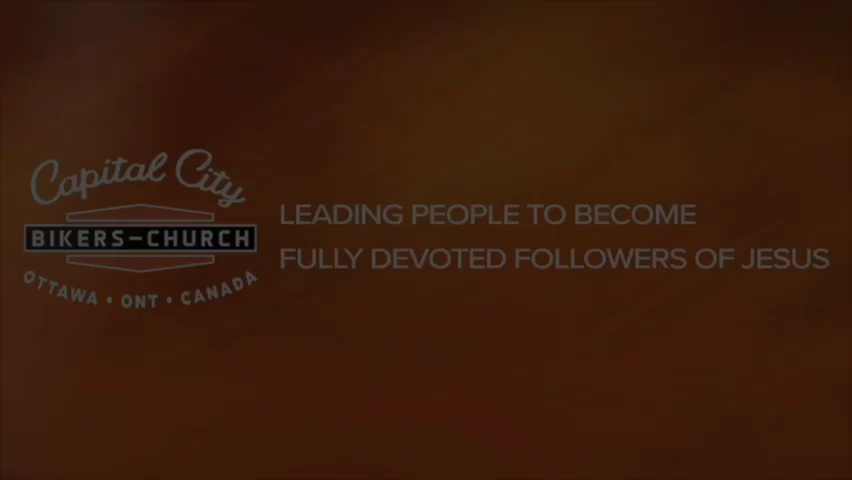 Capital City
BIKERS-CHURCH
OTTAWA • ONT • CANADA
LEADING PEOPLE TO BECOME
FULLY DEVOTED FOLLOWERS OF JESUS